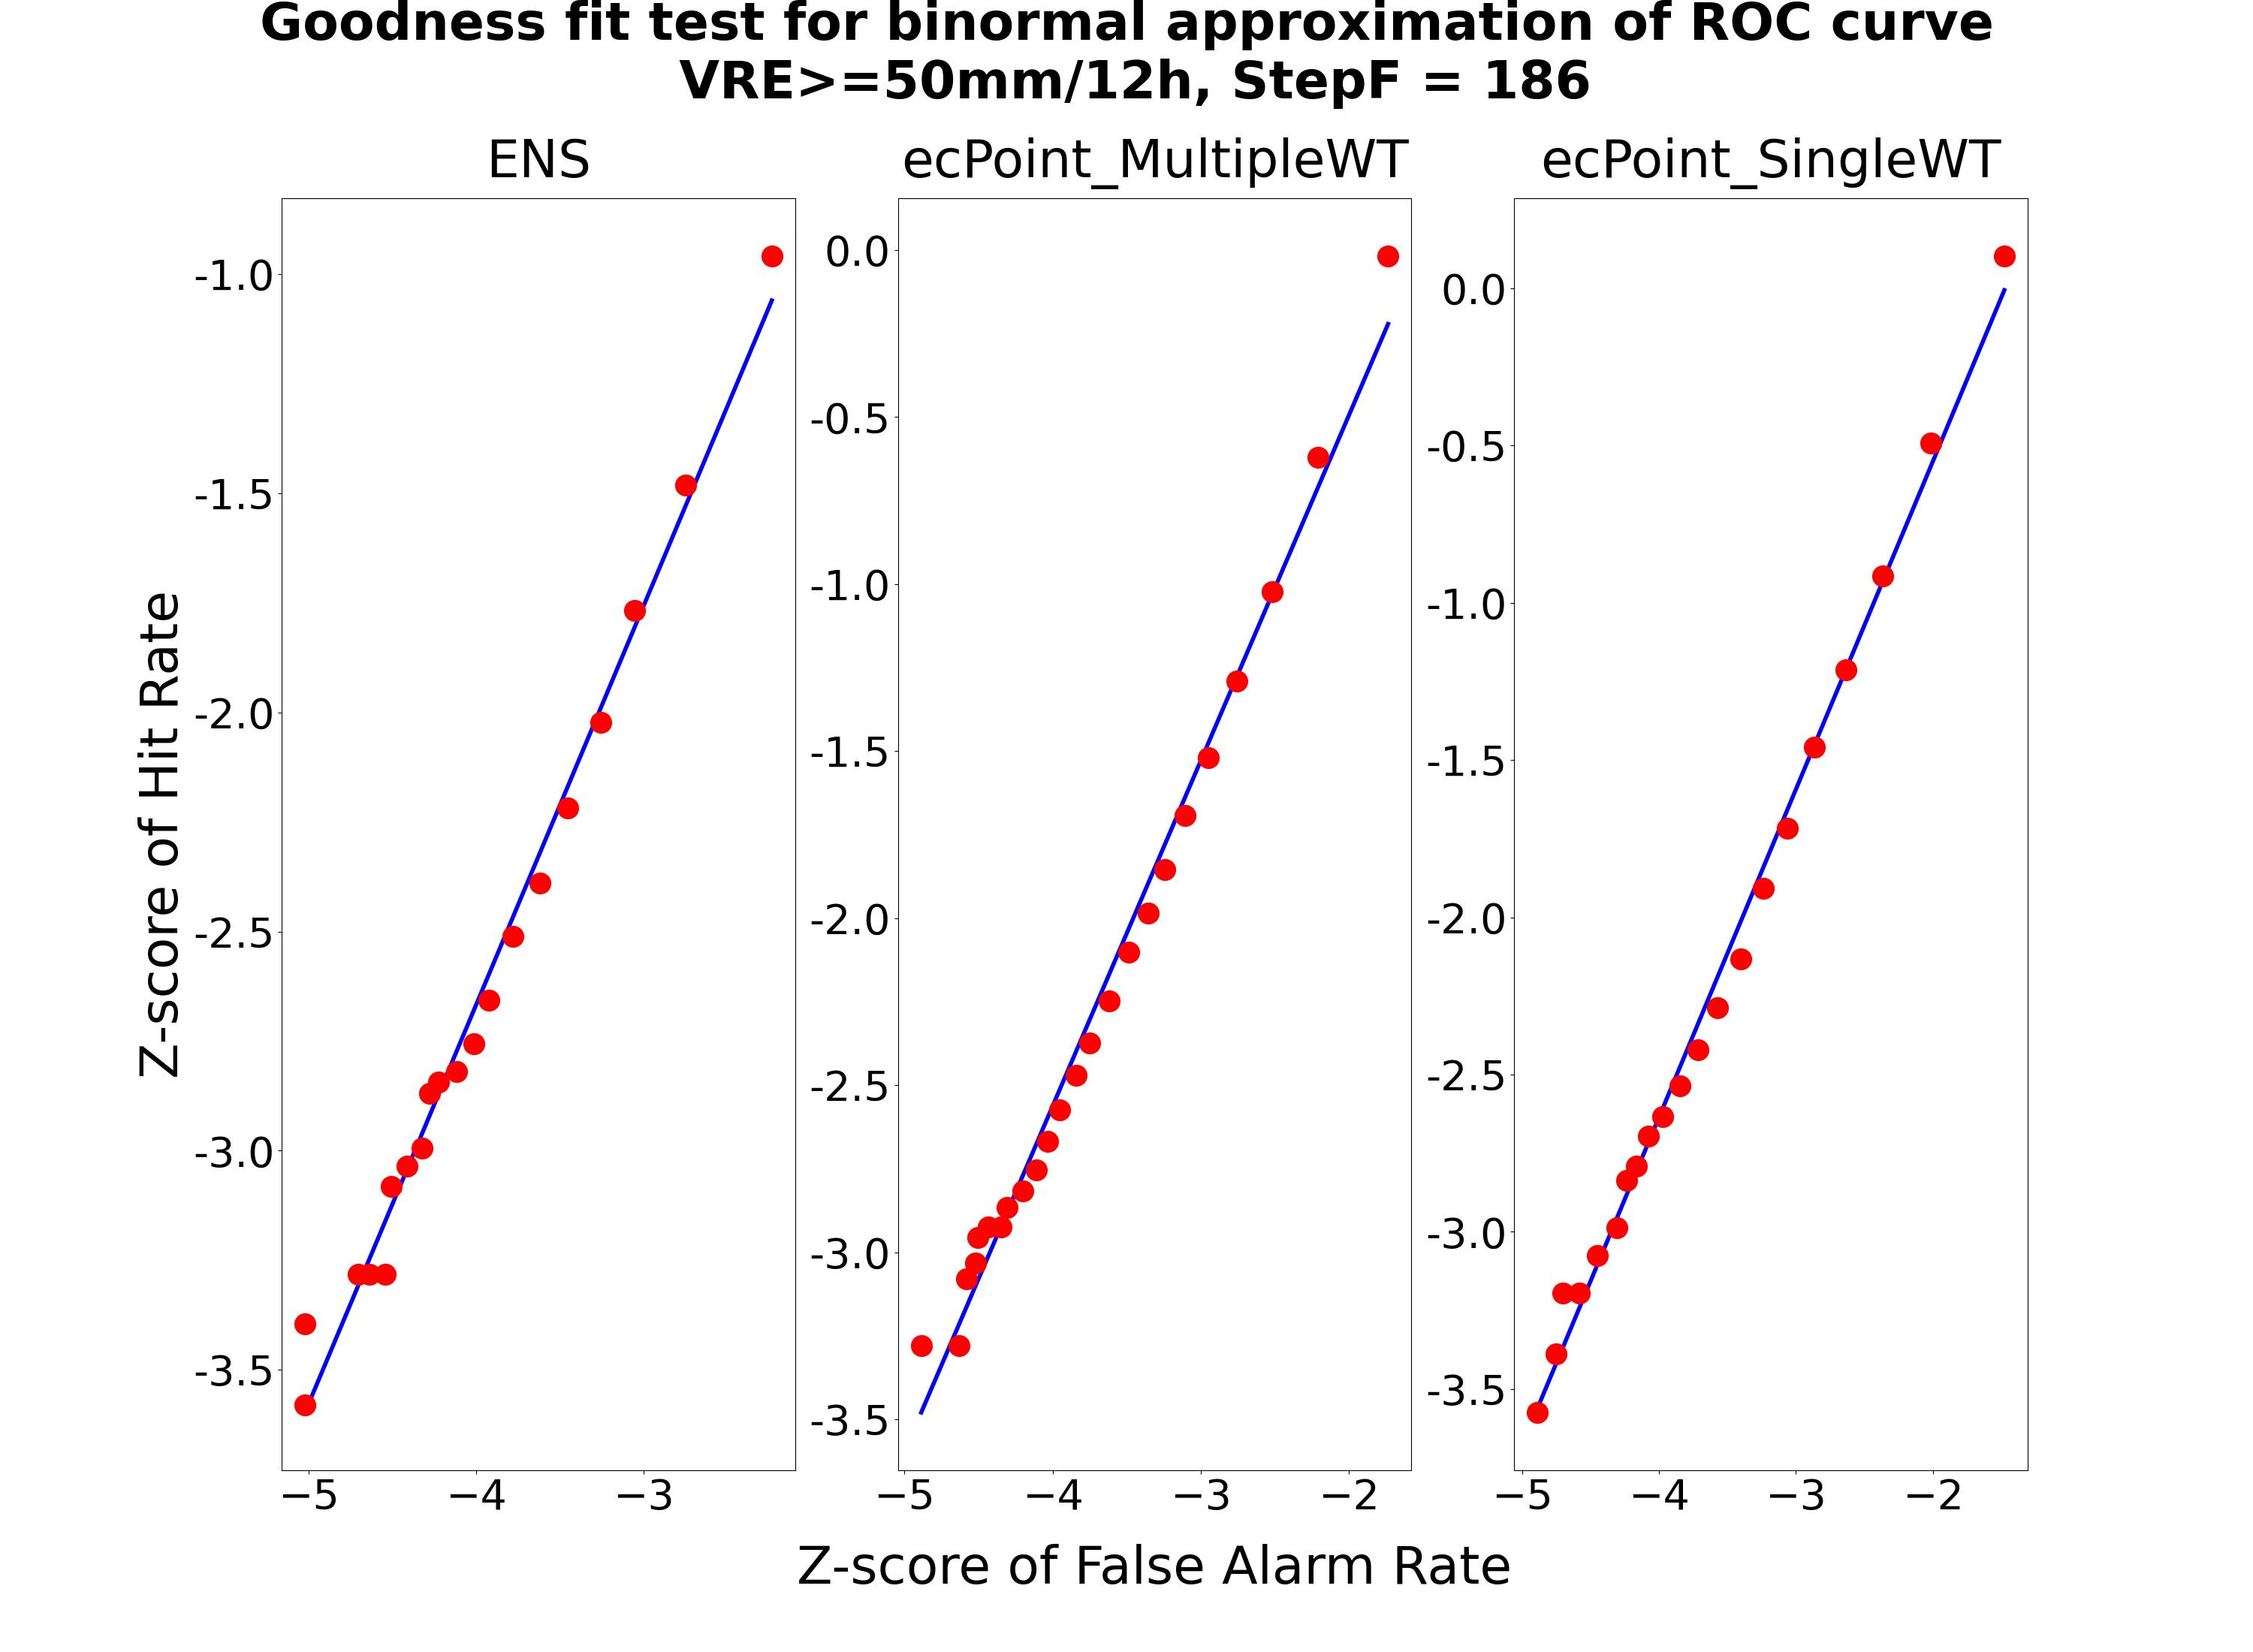 Goodness fit test for binormal approximation of ROC curve
VRE>=50mm/12h, StepF = 186
ENS
ecPoint_MultipleWT
ecPoint_SingleWT
Z-score of Hit Rate
-1.0
-1.5
-2.0
-2.5
-3.0
-3.5
−5 −4 −3
0.0
-0.5
-1.0
-1.5
-2.0
-2.5
-3.0
-3.5
−5 −4 −3 −2
0.0
-0.5
-1.0
-1.5
-2.0
-2.5
-3.0
-3.5
−5 −4 −3 −2
Z-score of False Alarm Rate